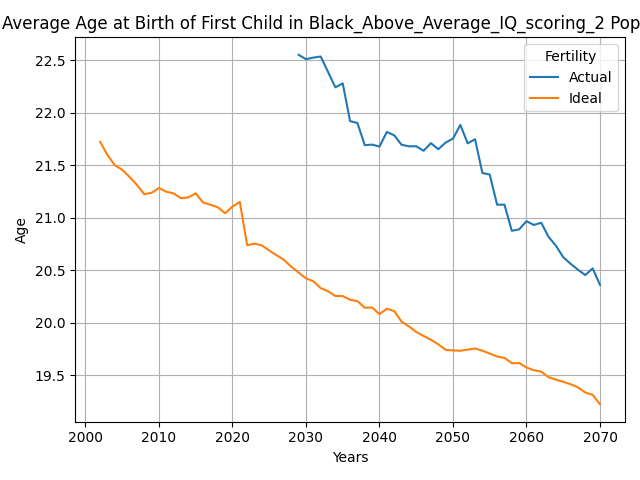 Average Age at Birth of First Child in Black_Above_Average_IQ_scoring_2 Pop
Fertility
Actual
Ideal
22.5
22.0
21.5
21.0
20.5
20.0
19.5
Age
2000 2010 2020 2030 2040 2050 2060 2070
Years